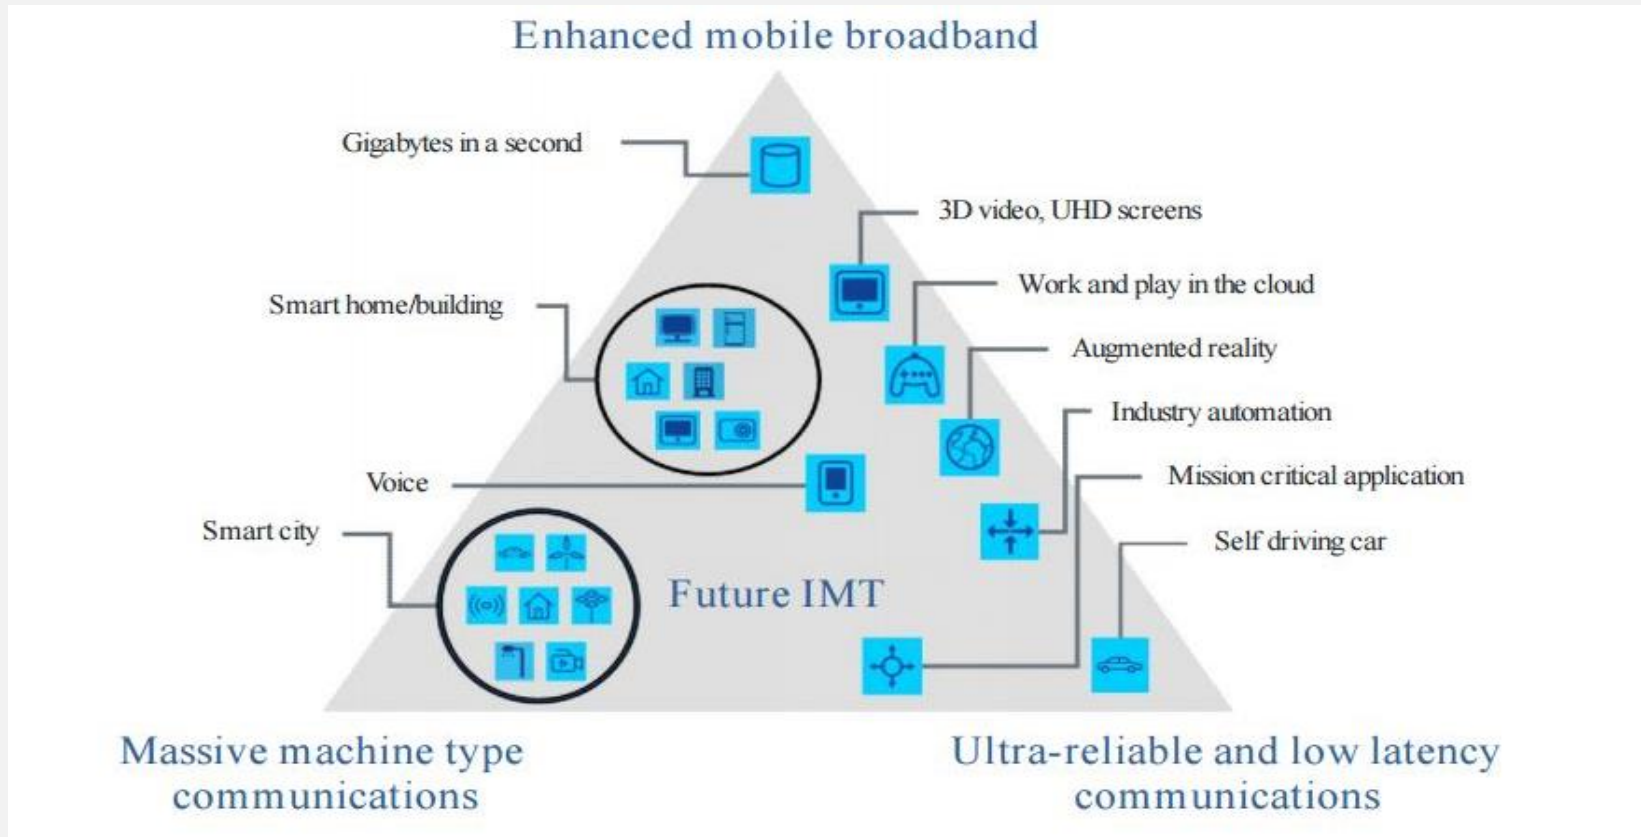 Enhanced mobile broadband
Gigabytes in a second
3D video, UHD screens
Work and play in the cloud
Smart home/building
Augmented reality
Industry automation
Mission critical application
Voice
Smart city
Self driving car
Future IMT
Massive machine type
communications
Ultra-reliable and low latency
communications